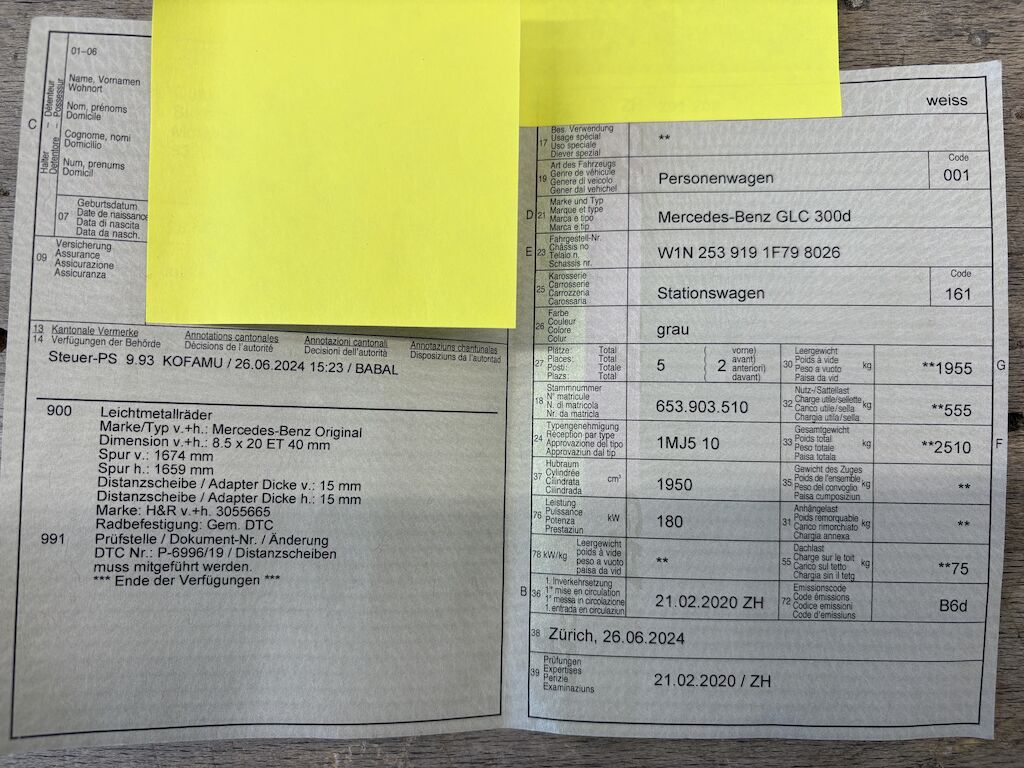 01–06
C
Halter – Détenteur
Detentore – Possessur
Name, Vornamen
Wohnort
Nom, prénoms
Domicile
Cognome, nomi
Domicilio
Num, prenums
Domicil
07
Geburtsdatum
Date de naissance
Data di nascita
Data da nasch.
09
Versicherung
Assurance
Assicurazione
Assicuranza
13 Kantonale Vermerke Annotations cantonales Annotazioni cantonali Annotaziuns chantunalas
14 Verfügungen der Behörde Décisions de l'autorité Decisioni dell'autorità Disposiziuns da l'autoritad
Steuer-PS 9.93 KOFAMU / 26.06.2024 15:23 / BABAL
900 Leichtmetallräder
Marke/Typ v.+h.: Mercedes-Benz Original
Dimension v.+h.: 8.5 x 20 ET 40 mm
Spur v.: 1674 mm
Spur h.: 1659 mm
Distanzscheibe / Adapter Dicke v.: 15 mm
Distanzscheibe / Adapter Dicke h.: 15 mm
Marke: H&R v.+h. 3055665
Radbefestigung: Gem. DTC
991 Prüfstelle / Dokument-Nr. / Änderung
DTC Nr.: P-6996/19 / Distanzscheiben
muss mitgeführt werden.
*** Ende der Verfügungen ***
weiss
17
Bes. Verwendung
Usage spécial
Uso speciale
Diever spezial
**
19
Art des Fahrzeugs
Genre de véhicule
Genere di veicolo
Gener dal vehichel
Personenwagen
Code
001
D 21
Marke und Typ
Marque et type
Marca e tipo
Marca e tip
Mercedes-Benz GLC 300d
E 23
Fahrgestell-Nr.
Châssis no
Telaio n.
Schassis nr.
W1N 253 919 1F79 8026
25
Karosserie
Carrosserie
Carrozzeria
Carossaria
Stationswagen
Code
161
26
Farbe
Couleur
Colore
Colur
grau
27
Plätze: Total
Places: Total
Posti: Totale
Plazs: Total
5
2
vorne)
avant)
anteriori)
davant)
30
Leergewicht
Poids à vide
Peso a vuoto
Paisa da vid
kg
**1955
G
18
Stammnummer
N° matricule
N. di matricola
Nr. da matricla
653.903.510
32
Nutz-/Sattellast
Charge utile/sellette
Carico utile/sella
Chargia utila/sella
kg
**555
24
Typengenehmigung
Réception par type
Approvazione del tipo
Approvaziun dal tip
1MJ5 10
33
Gesamtgewicht
Poids total
Peso totale
Paisa totala
kg
**2510
F
37
Hubraum
Cylindrée
Cilindrata
Cilindrada
cm³
1950
35
Gewicht des Zuges
Poids de l'ensemble
Peso del convoglio
Paisa cumposiziun
kg
**
76
Leistung
Puissance
Potenza
Prestaziun
kW
180
31
Anhängelast
Poids remorquable
Carico rimorchiato
Chargia annexa
kg
**
78 kW/kg
Leergewicht
poids à vide
peso a vuoto
paisa da vid
**
55
Dachlast
Charge sur le toit
Carico sul tetto
Chargia sin il tetg
kg
**75
B 36
1. Inverkehrsetzung
1re mise en circulation
1a messa in circolazione
1. entrada en circulaziun
21.02.2020 ZH
72
Emissionscode
Code émissions
Codice emissioni
Code d'emissiuns
B6d
38 Zürich, 26.06.2024
39
Prüfungen
Expertises
Perizie
Examinaziuns
21.02.2020 / ZH